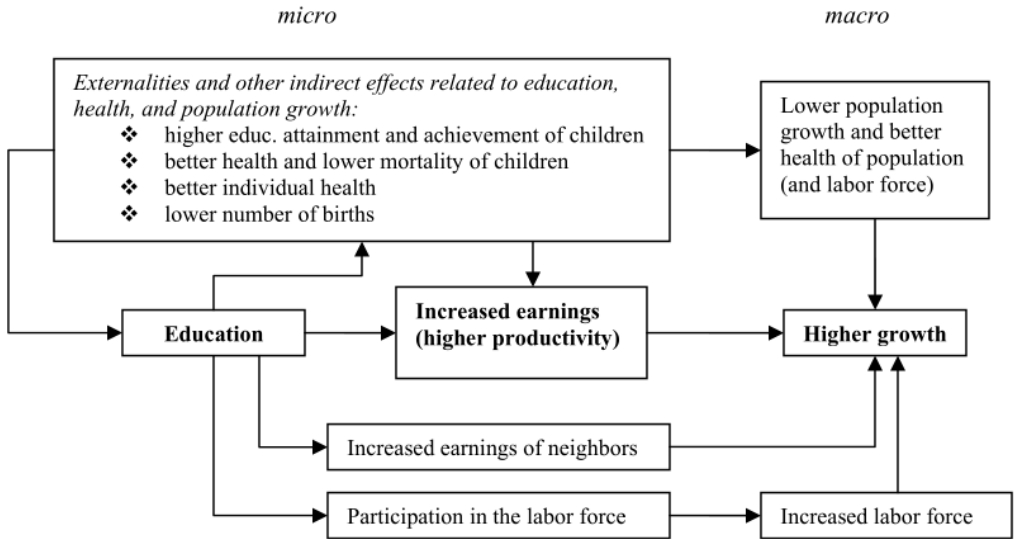 micro
macro
Externalities and other indirect effects related to education,
health, and population growth:
❖ higher educ. attainment and achievement of children
❖ better health and lower mortality of children
❖ better individual health
❖ lower number of births
Lower population
growth and better
health of population
(and labor force)
Education
Increased earnings
(higher productivity)
Higher growth
Increased earnings of neighbors
Participation in the labor force
Increased labor force